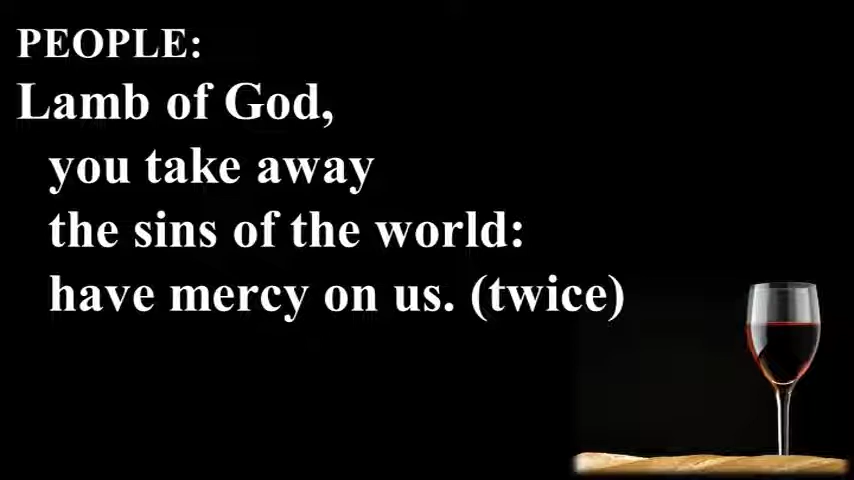 PEOPLE:
Lamb of God,
you take away
the sins of the world:
have mercy on us. (twice)